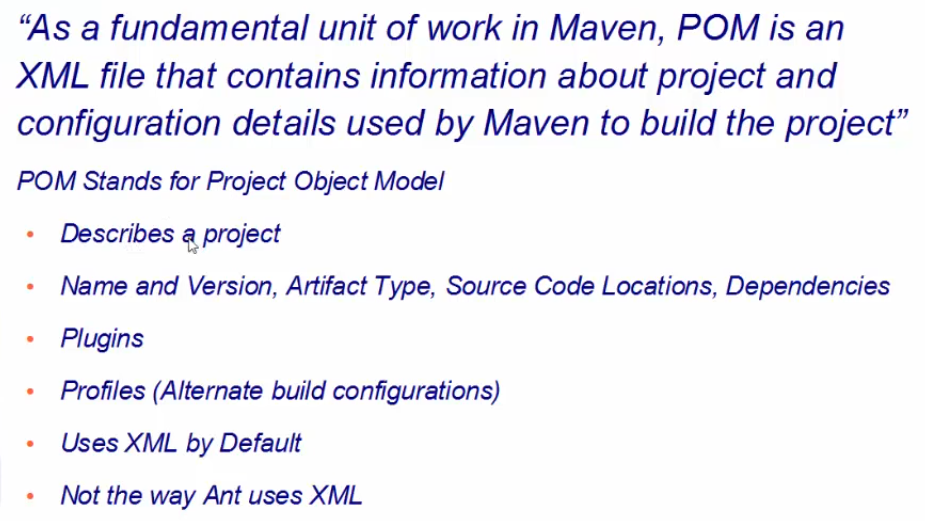 “As a fundamental unit of work in Maven, POM is an
XML file that contains information about project and
configuration details used by Maven to build the project”
POM Stands for Project Object Model
• Describes a project
• Name and Version, Artifact Type, Source Code Locations, Dependencies
• Plugins
• Profiles (Alternate build configurations)
• Uses XML by Default
• Not the way Ant uses XML